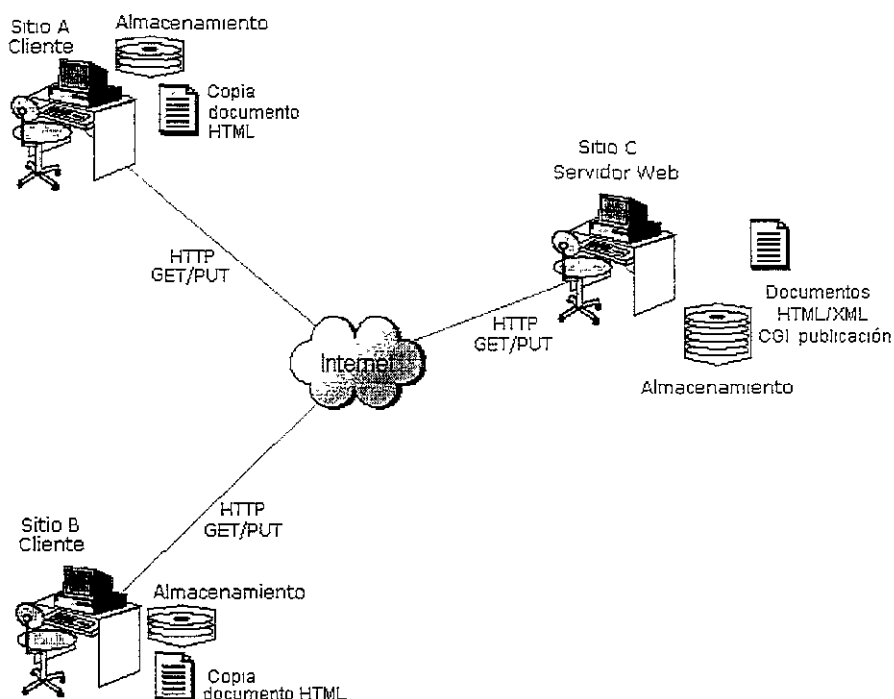 Sitio A
Cliente
Almacenamiento
Copia
documento
HTML
Sitio C
Servidor Web
HTTP
GET/PUT
Documentos
HTML/XML
CGI publicación
HTTP
GET/PUT
Internet
Almacenamiento
HTTP
GET/PUT
Sitio B
Cliente
Almacenamiento
Copia
documento HTML